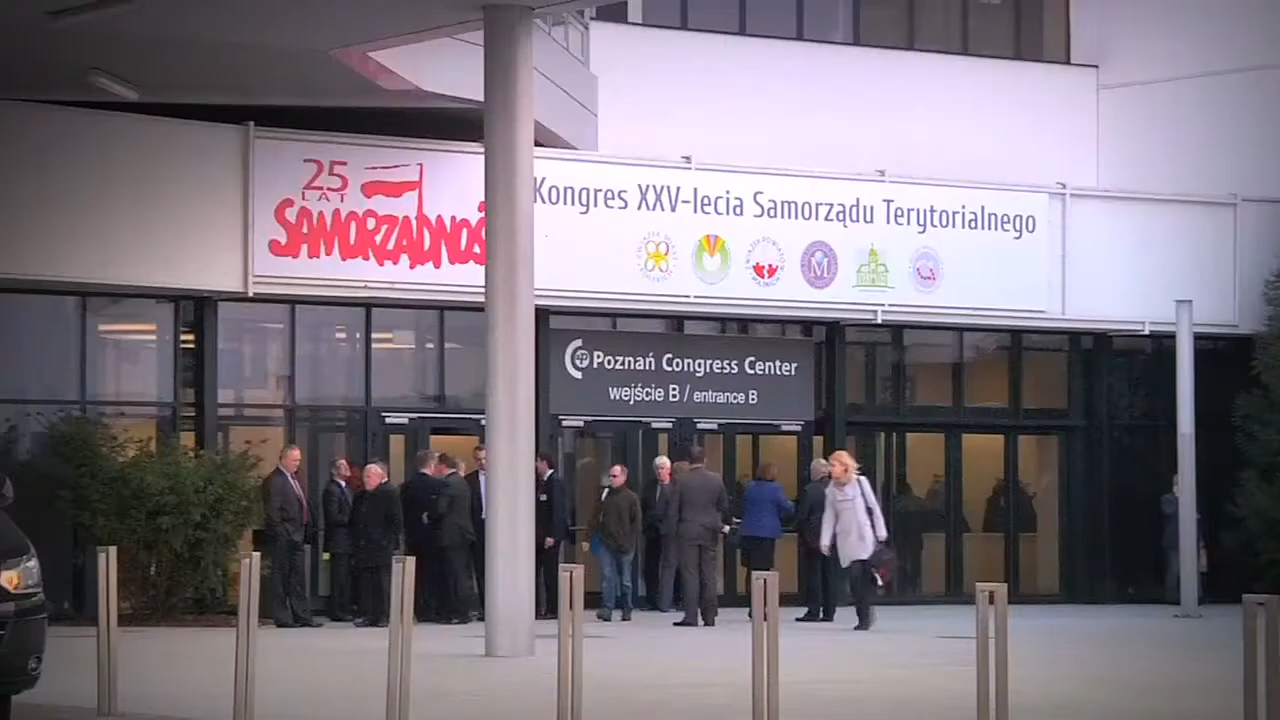 25
LAT
SAMORZĄDNOŚ
Kongres XXV-lecia Samorządu Terytorialnego
M
Poznań Congress Center
wejście B / entrance B